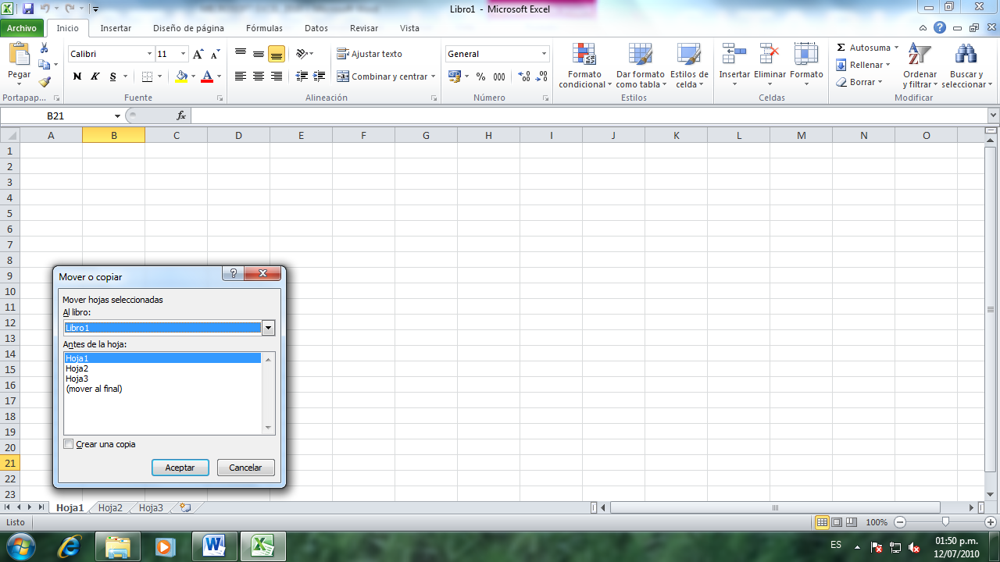 Libro1 - Microsoft Excel
Archivo Inicio Insertar Diseño de página Fórmulas Datos Revisar Vista
Pegar
Calibri 11
N K S
Ajustar texto
Combinar y centrar
General
% 000
Formato condicional
Dar formato como tabla
Estilos de celda
Insertar Eliminar Formato
Σ Autosuma
Rellenar
Borrar
Ordenar y filtrar
Buscar y seleccionar
Portapap... Fuente Alineación Número Estilos Celdas Modificar
B21 fx
A B C D E F G H I J K L M N O
1
2
3
4
5
6
7
8
9
10
11
12
13
14
15
16
17
18
19
20
21
22
23
Mover o copiar
Mover hojas seleccionadas
Al libro:
Libro1
Antes de la hoja:
Hoja1
Hoja2
Hoja3
(mover al final)
Crear una copia
Aceptar Cancelar
Hoja1 Hoja2 Hoja3
Listo 100%
ES 01:50 p.m.
12/07/2010